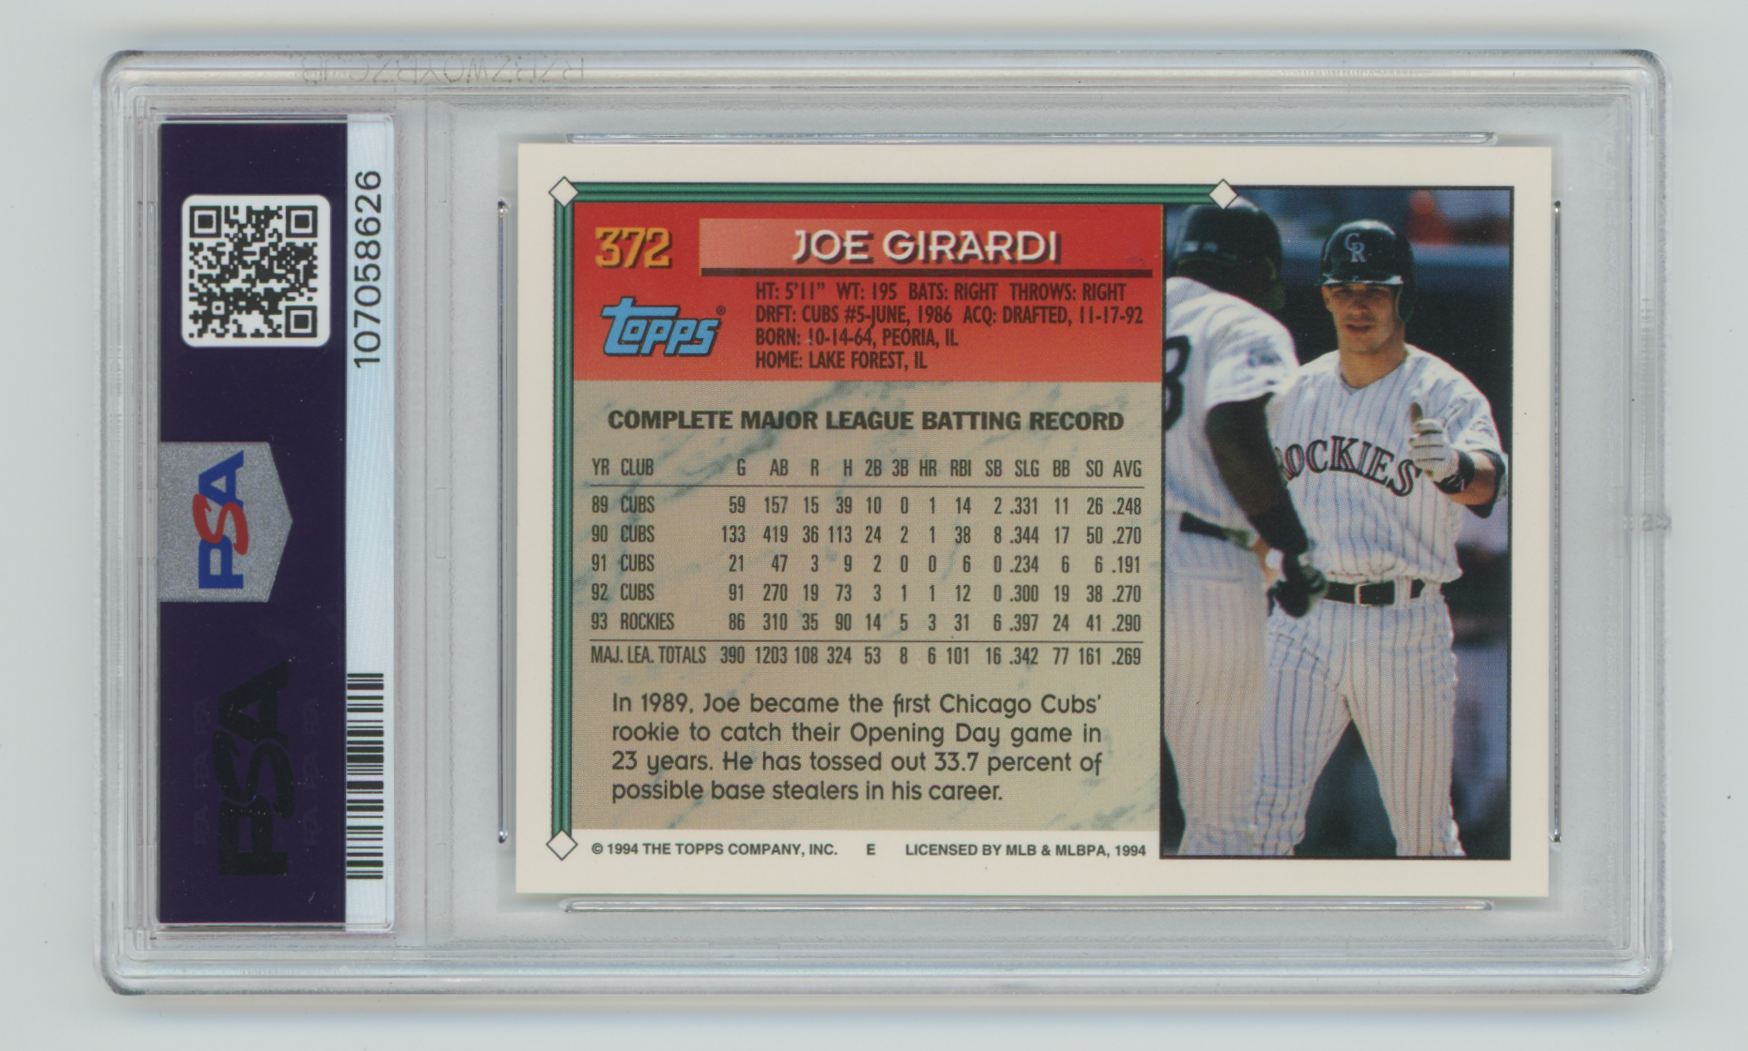 107058626
PSA
PSA
372
JOE GIRARDI
TOPPS®
HT: 5'11" WT: 195 BATS: RIGHT THROWS: RIGHT
DRFT: CUBS #5-JUNE, 1986 ACQ: DRAFTED, 11-17-92
BORN: 10-14-64, PEORIA, IL
HOME: LAKE FOREST, IL
COMPLETE MAJOR LEAGUE BATTING RECORD
YR CLUB G AB R H 2B 3B HR RBI SB SLG BB SO AVG
89 CUBS 59 157 15 39 10 0 1 14 2 .331 11 26 .248
90 CUBS 133 419 36 113 24 2 1 38 8 .344 17 50 .270
91 CUBS 21 47 3 9 2 0 0 6 0 .234 6 6 .191
92 CUBS 91 270 19 73 3 1 1 12 0 .300 19 38 .270
93 ROCKIES 86 310 35 90 14 5 3 31 6 .397 24 41 .290
MAJ. LEA. TOTALS 390 1203 108 324 53 8 6 101 16 .342 77 161 .269
In 1989, Joe became the first Chicago Cubs'
rookie to catch their Opening Day game in
23 years. He has tossed out 33.7 percent of
possible base stealers in his career.
© 1994 THE TOPPS COMPANY, INC. E LICENSED BY MLB & MLBPA, 1994
CR
ROCKIES
8